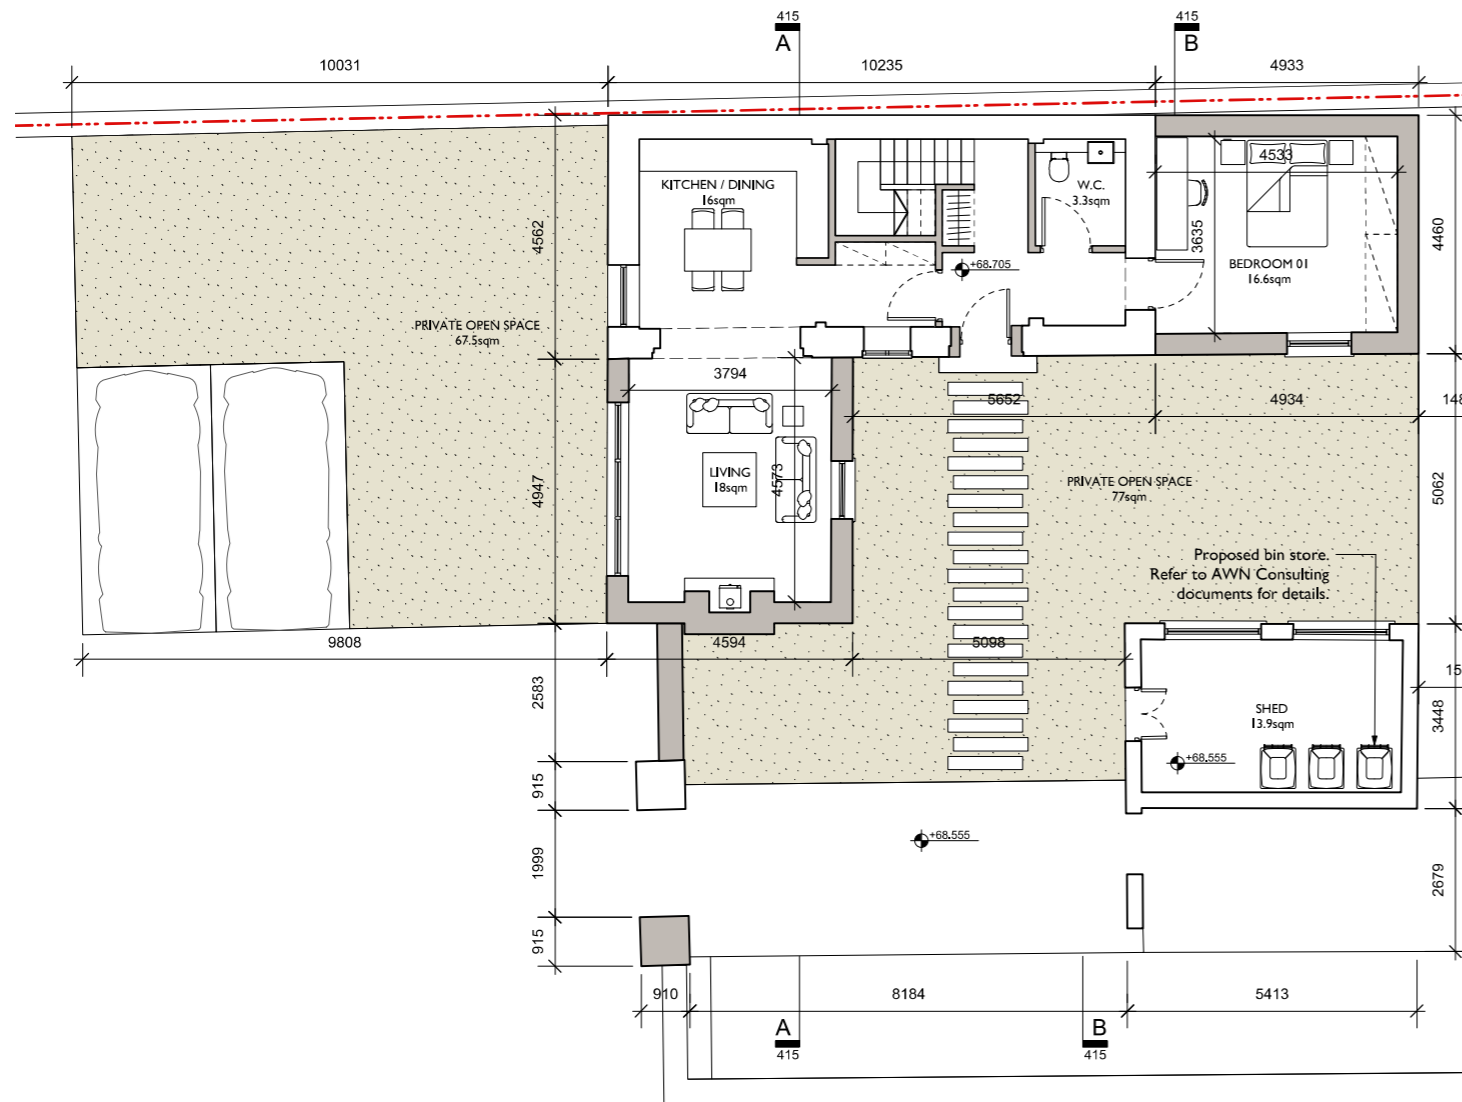 415
A
415
B
10031
10235
4933
KITCHEN / DINING
16sqm
W.C.
3.3sqm
4533
4562
3635
4460
+68.705
BEDROOM 01
16.6sqm
PRIVATE OPEN SPACE
67.5sqm
3794
5652
4934
148
LIVING
18sqm
4573
4947
PRIVATE OPEN SPACE
77sqm
5062
Proposed bin store.
Refer to AWN Consulting
documents for details.
9808
4594
5098
2583
15
SHED
13.9sqm
3448
+68.555
915
+68.555
1999
2679
915
910
8184
5413
A
415
B
415